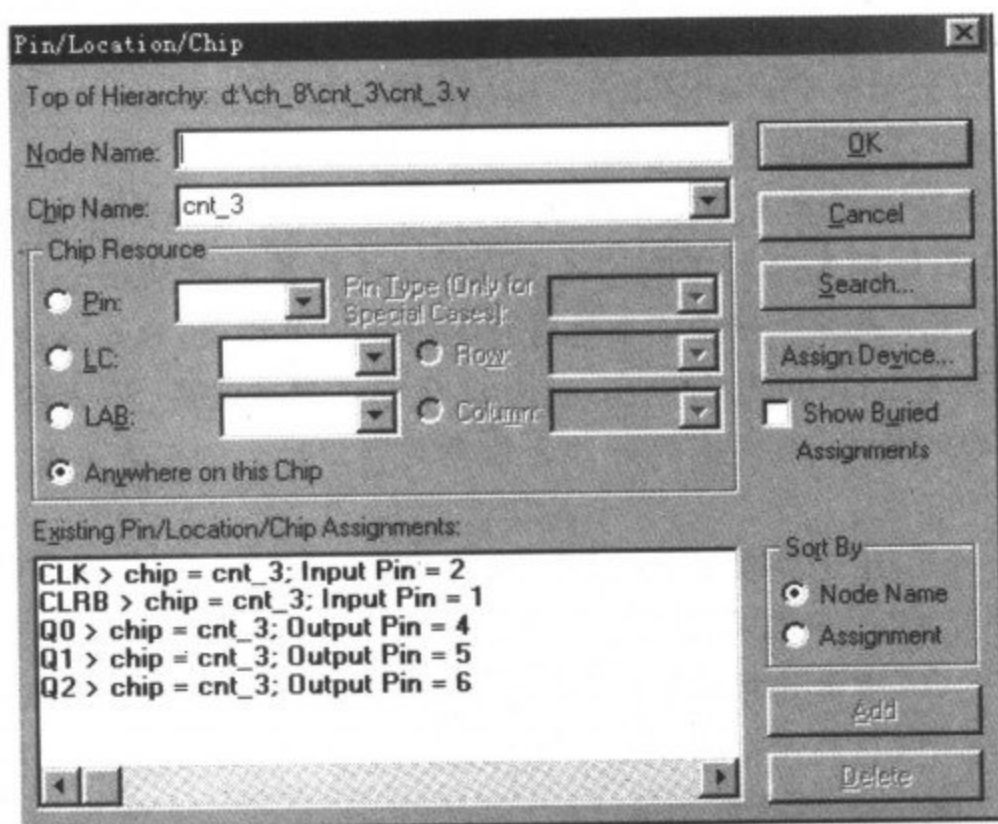 Pin/Location/Chip
Top of Hierarchy: d:\ch_8\cnt_3\cnt_3.v
Node Name:
OK
Chip Name: cnt_3
Cancel
Chip Resource
Pin:
Pin Type (Only for
Special Cases):
Search...
LC:
Row:
Assign Device...
LAB:
Column:
Show Buried
Assignments
Anywhere on this Chip
Existing Pin/Location/Chip Assignments:
CLK > chip = cnt_3; Input Pin = 2
CLRB > chip = cnt_3; Input Pin = 1
Q0 > chip = cnt_3; Output Pin = 4
Q1 > chip = cnt_3; Output Pin = 5
Q2 > chip = cnt_3; Output Pin = 6
Sort By
Node Name
Assignment
Add
Delete